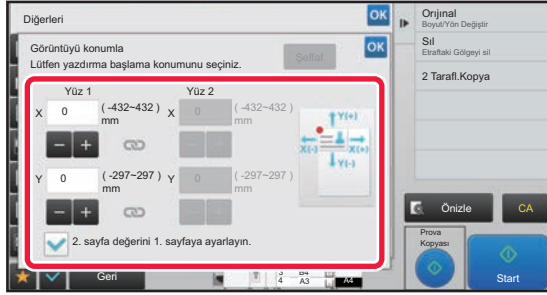 Diğerleri
OK
Görüntüyü konumla
Lütfen yazdırma başlama konumunu seçiniz.
Şeffaf
OK
Yüz 1
Yüz 2
X 0 ( -432~432 ) mm
X 0 ( -432~432 ) mm
Y(+)
X(-) X(+)
Y(-)
Y 0 ( -297~297 ) mm
Y 0 ( -297~297 ) mm
2. sayfa değerini 1. sayfaya ayarlayın.
Geri
3 B4
4 A3
A4
Orijinal
Boyut/Yön Değiştir
Sil
Etraftaki Gölgeyi sil
2 Taraflı.Kopya
Önizle
CA
Prova
Kopyası
Start